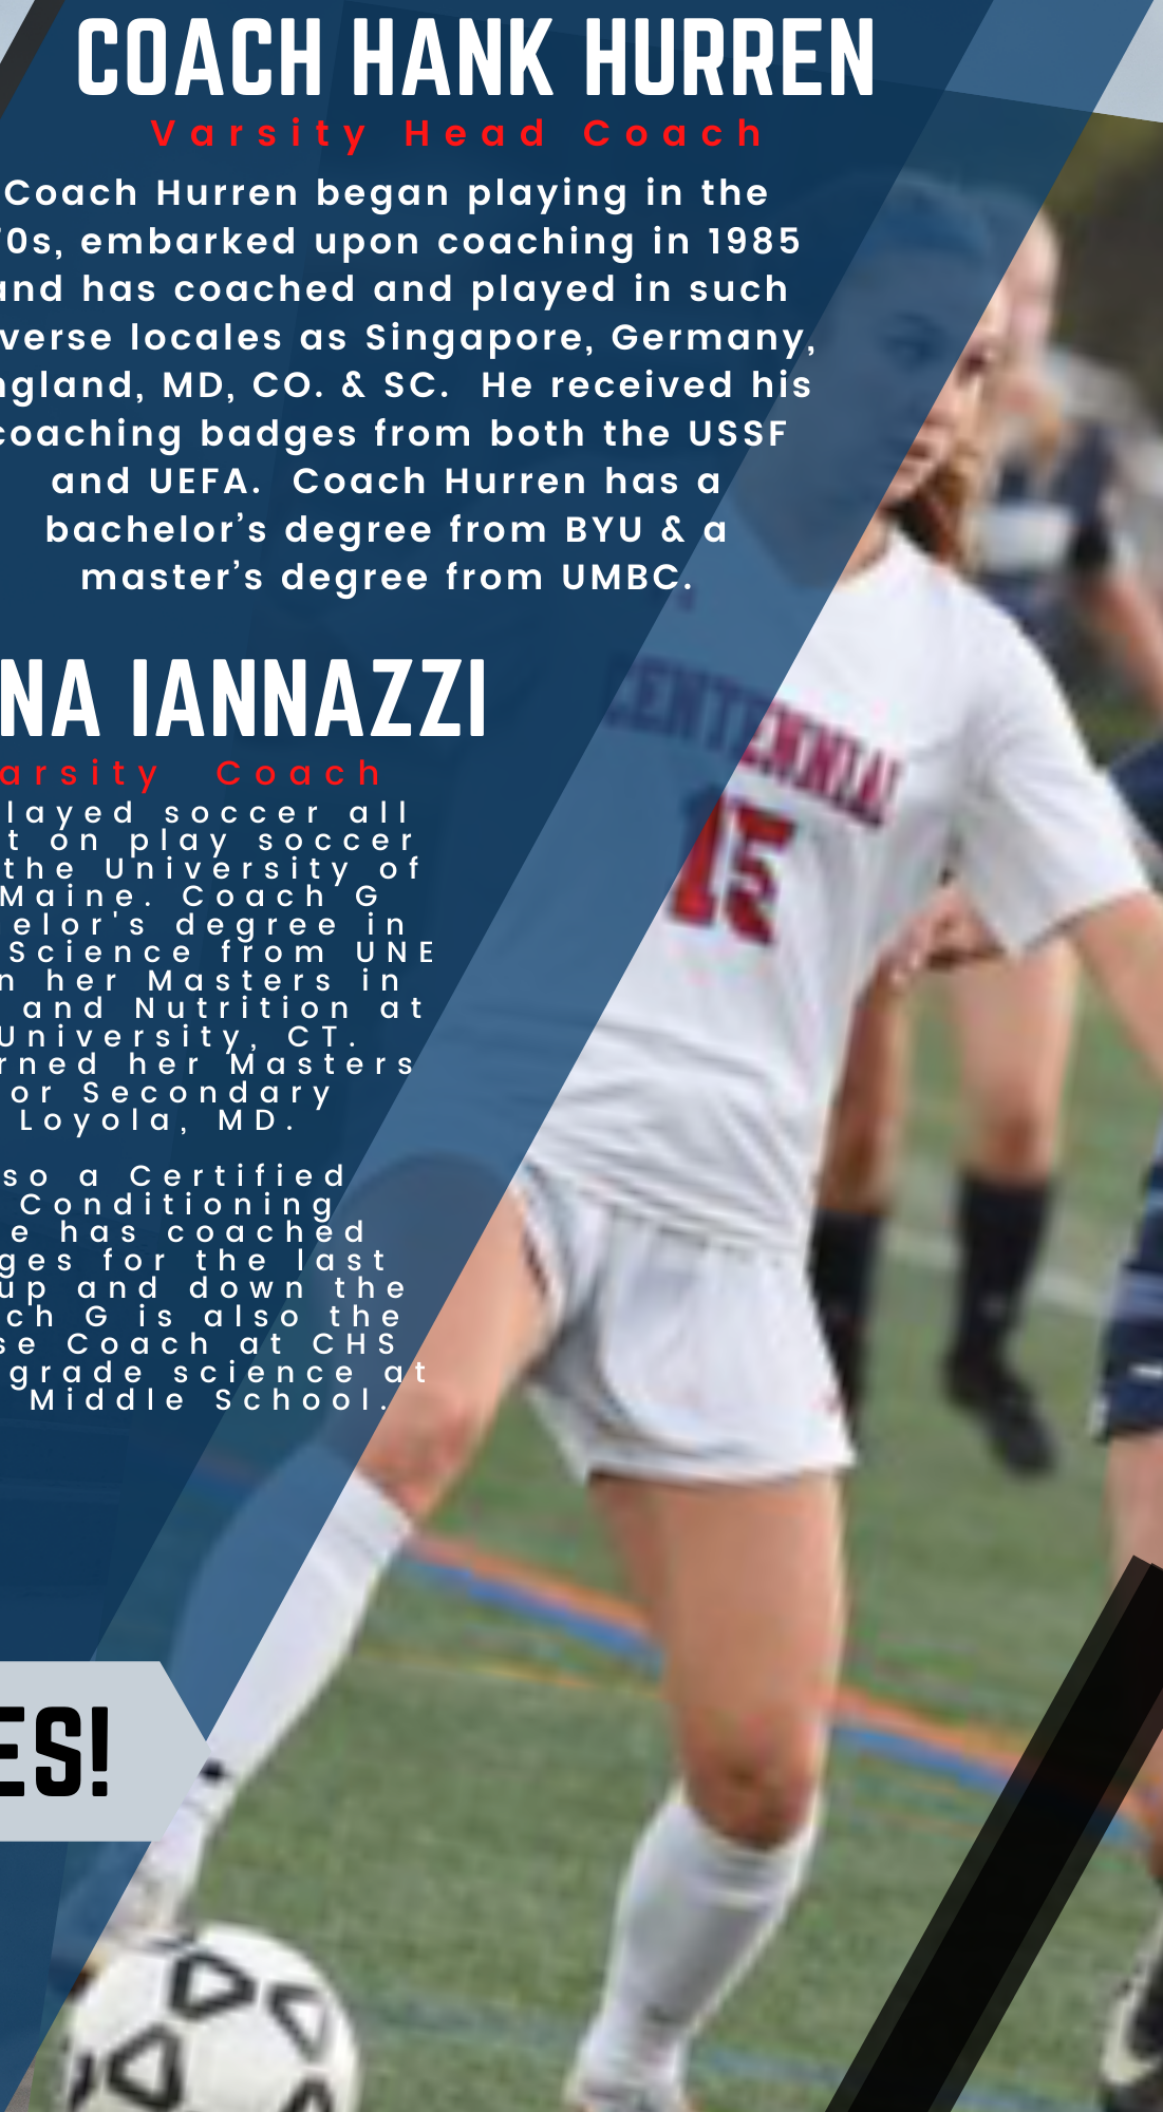 COACH HANK HURREN
Varsity Head Coach
Coach Hurren began playing in the
'0s, embarked upon coaching in 1985
and has coached and played in such
verse locales as Singapore, Germany,
ngland, MD, CO. & SC. He received his
coaching badges from both the USSF
and UEFA. Coach Hurren has a
bachelor's degree from BYU & a
master's degree from UMBC.
NA IANNAZZI
arsity Coach
layed soccer all
t on play soccer
the University of
Maine. Coach G
elor's degree in
Science from UNE
n her Masters in
and Nutrition at
University, CT.
rned her Masters
or Secondary
Loyola, MD.
so a Certified
Conditioning
e has coached
ges for the last
up and down the
ch G is also the
se Coach at CHS
grade science at
Middle School.
CENTENNIAL
15
ES!